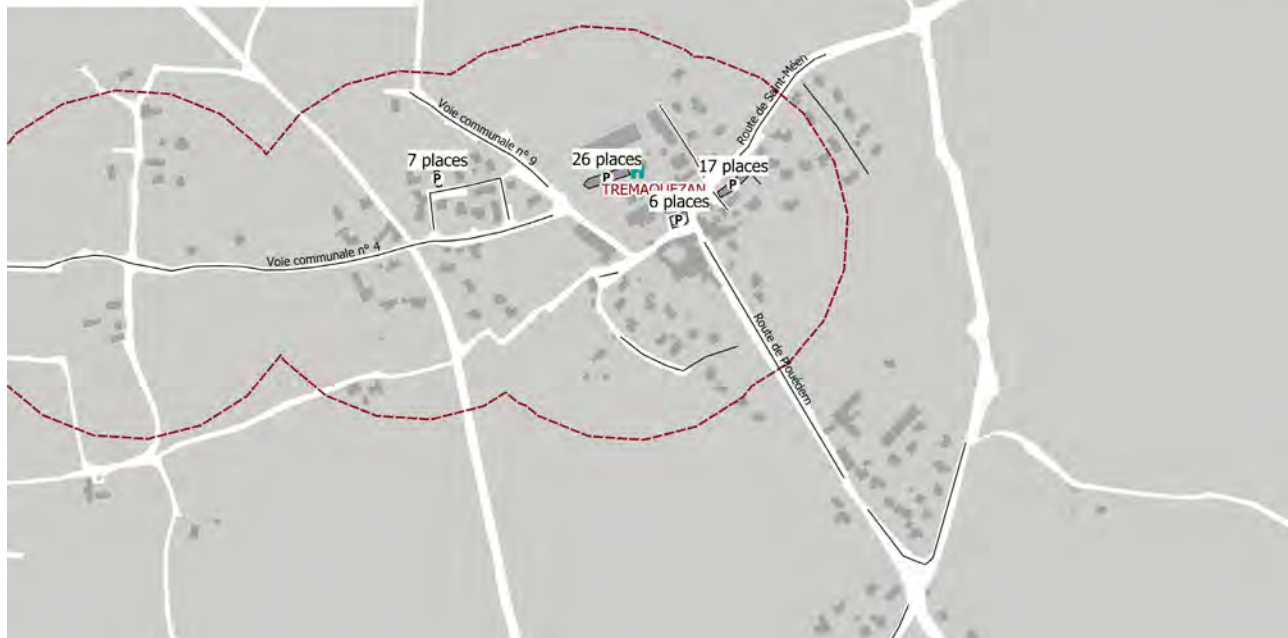 Route de Saint-Méen
Voie communale n° 9
7 places
P
26 places
P
17 places
P
TREMAOUEZAN
6 places
P
Voie communale n° 4
Route de Plouédern